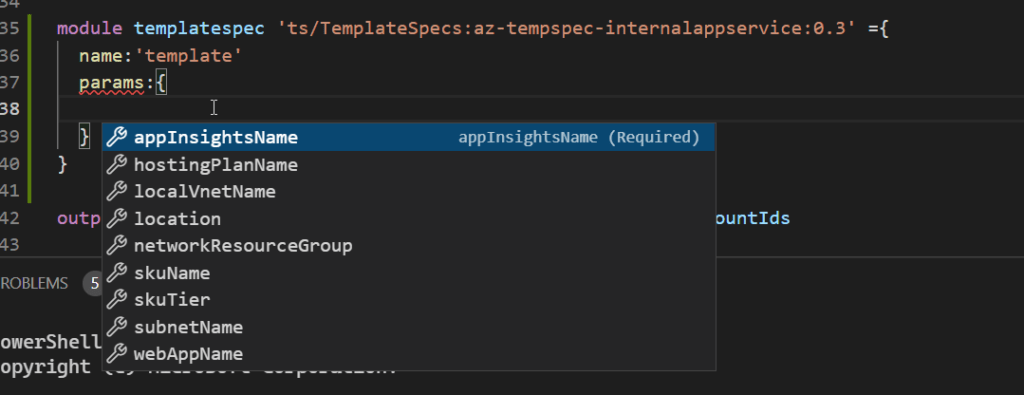 34
35 module templatespec 'ts/TemplateSpecs:az-tempspec-internalappservice:0.3' ={
36 name:'template'
37 params:{
38
39 }
appInsightsName appInsightsName (Required)
40 }
hostingPlanName
41
localVnetName
42 outp
location
ountIds
43
networkResourceGroup
skuName
ROBLEMS 5
skuTier
subnetName
owerShell
webAppName
opyright (C) Microsoft Corporation.